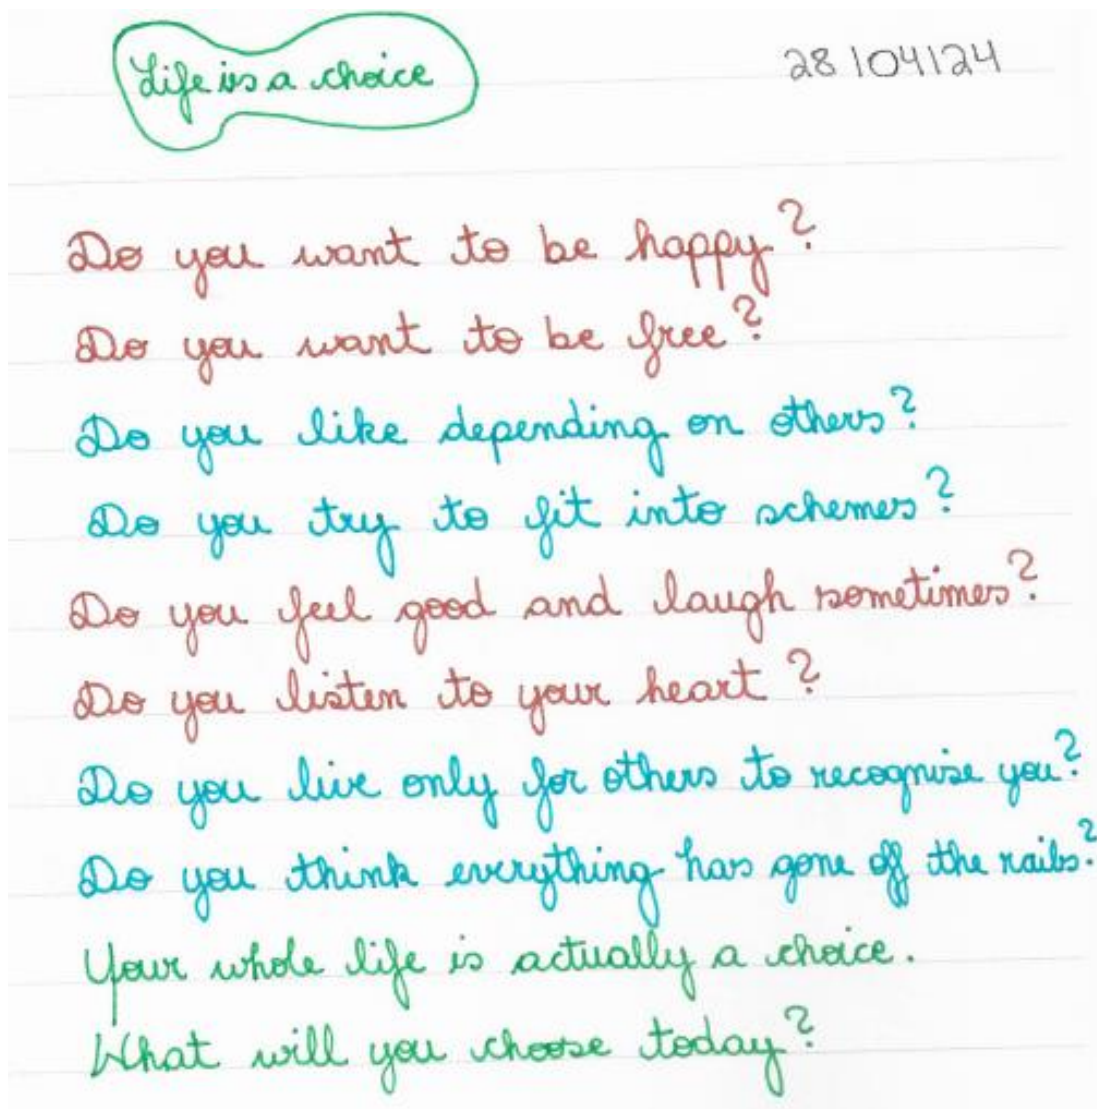 Life is a choice
28/04/24
Do you want to be happy?
Do you want to be free?
Do you like depending on others?
Do you try to fit into schemes?
Do you feel good and laugh sometimes?
Do you listen to your heart?
Do you live only for others to recognise you?
Do you think everything has gone off the rails?
Your whole life is actually a choice.
What will you choose today?